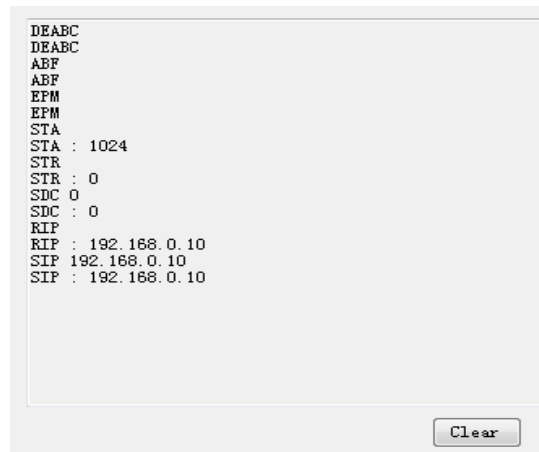 DEABC
DEABC
ABF
ABF
EPM
EPM
STA
STA : 1024
STR
STR : 0
SDC 0
SDC : 0
RIP
RIP : 192.168.0.10
SIP 192.168.0.10
SIP : 192.168.0.10
Clear